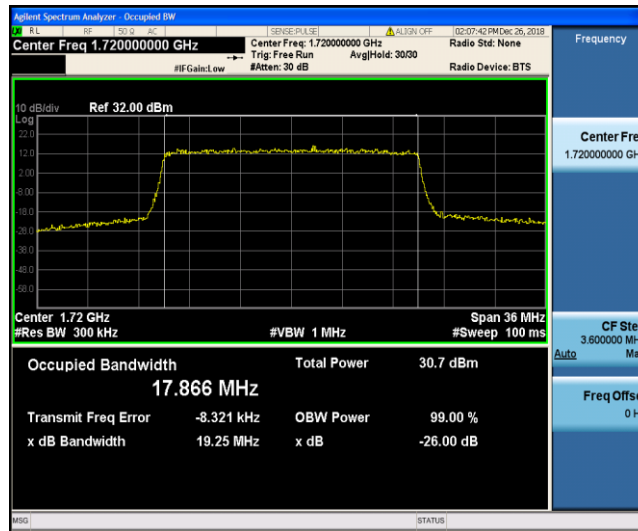 Agilent Spectrum Analyzer - Occupied BW
RL RF 50 Ω AC SENSE:PULSE ALIGN OFF 02:07:42 PM Dec 26, 2018
Center Freq 1.720000000 GHz
Center Freq: 1.720000000 GHz Radio Std: None
Trig: Free Run Avg|Hold: 30/30
#IFGain:Low #Atten: 30 dB Radio Device: BTS
Frequency
10 dB/div Ref 32.00 dBm
Log
22.0
12.0
2.00
-8.00
-18.0
-28.0
-38.0
-48.0
-58.0
Center 1.72 GHz Span 36 MHz
#Res BW 300 kHz #VBW 1 MHz #Sweep 100 ms
Occupied Bandwidth Total Power 30.7 dBm
17.866 MHz
Transmit Freq Error -8.321 kHz OBW Power 99.00 %
x dB Bandwidth 19.25 MHz x dB -26.00 dB
Center Fre
1.720000000 GH
CF Ste
3.600000 MH
Auto Ma
Freq Offse
0 H
MSG STATUS